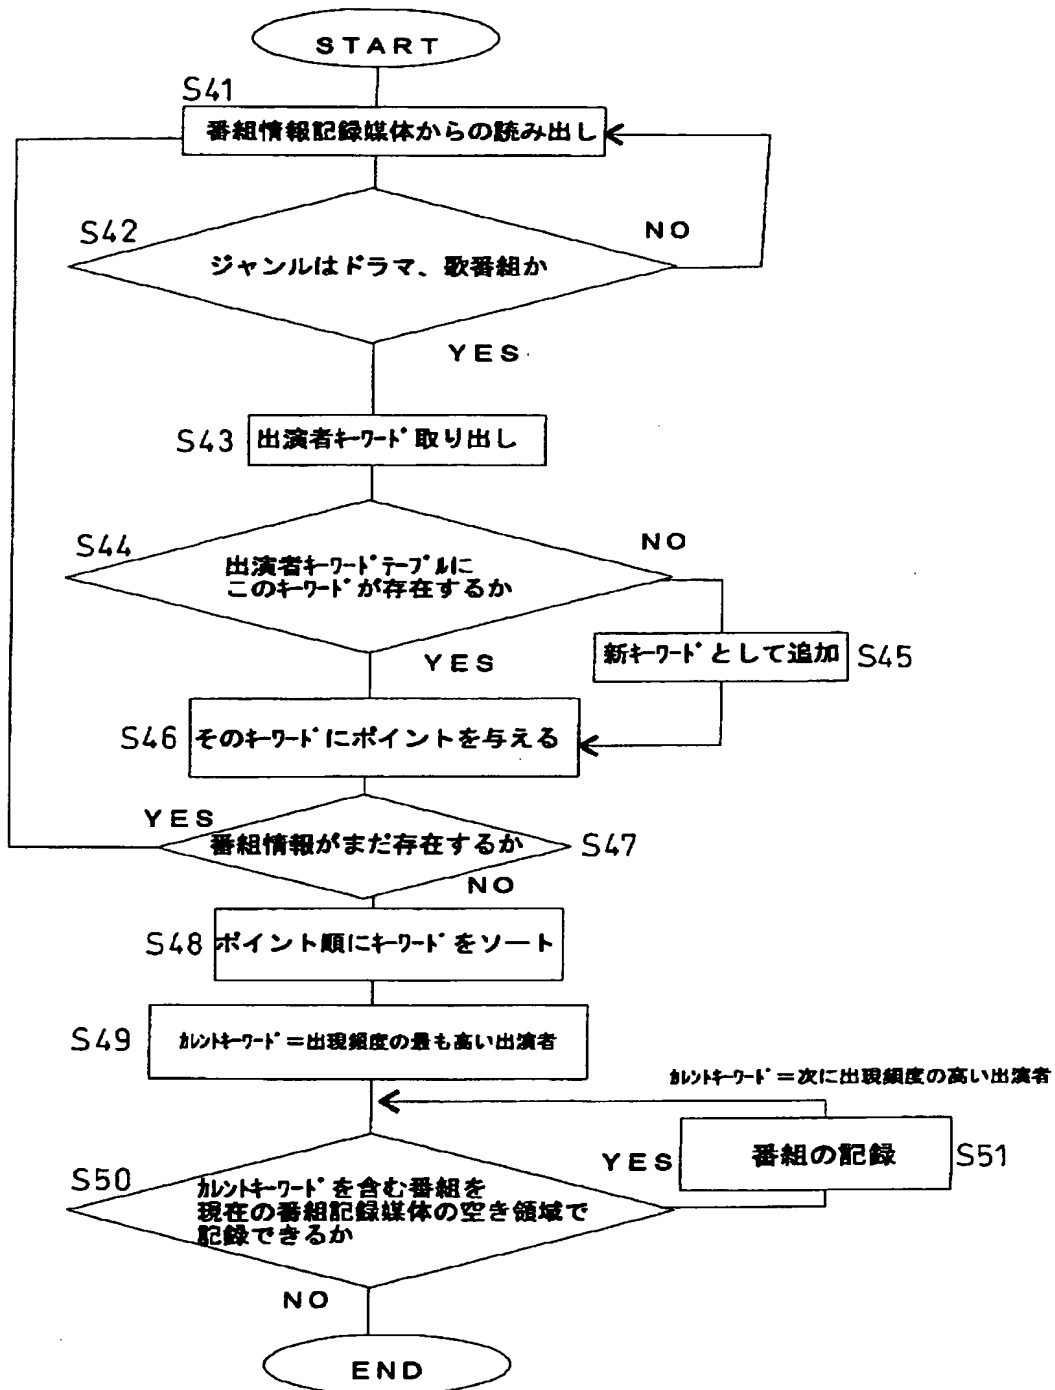 START
S41
番組情報記録媒体からの読み出し
S42
NO
ジャンルはドラマ、歌番組か
YES
S43
出演者ｷｰﾜｰﾄﾞ取り出し
S44
NO
出演者ｷｰﾜｰﾄﾞﾃｰﾌﾞﾙに
このｷｰﾜｰﾄﾞが存在するか
YES
新ｷｰﾜｰﾄﾞとして追加
S45
S46
そのｷｰﾜｰﾄﾞにポイントを与える
YES
番組情報がまだ存在するか
S47
NO
S48
ポイント順にｷｰﾜｰﾄﾞをソート
S49
ｶﾚﾝﾄｷｰﾜｰﾄﾞ＝出現頻度の最も高い出演者
ｶﾚﾝﾄｷｰﾜｰﾄﾞ＝次に出現頻度の高い出演者
S50
YES
番組の記録
S51
ｶﾚﾝﾄｷｰﾜｰﾄﾞを含む番組を
現在の番組記録媒体の空き領域で
記録できるか
NO
END